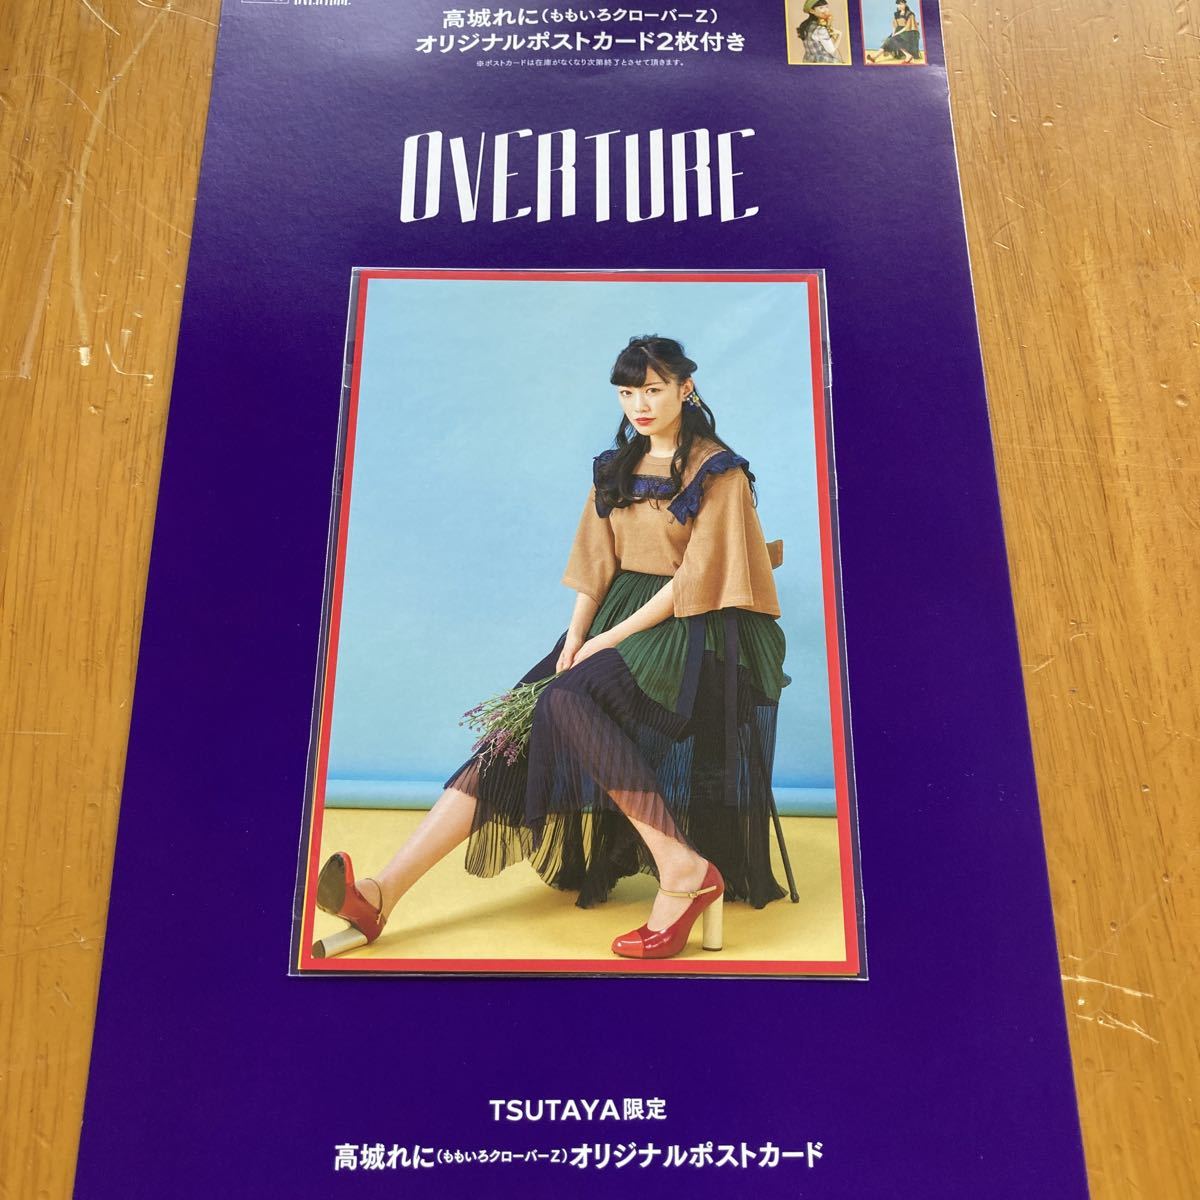 OVERTURE
高城れに(ももいろクローバーZ)
オリジナルポストカード2枚付き
※ポストカードは在庫がなくなり次第終了とさせて頂きます。
OVERTURE
TSUTAYA限定
高城れに(ももいろクローバーZ)オリジナルポストカード